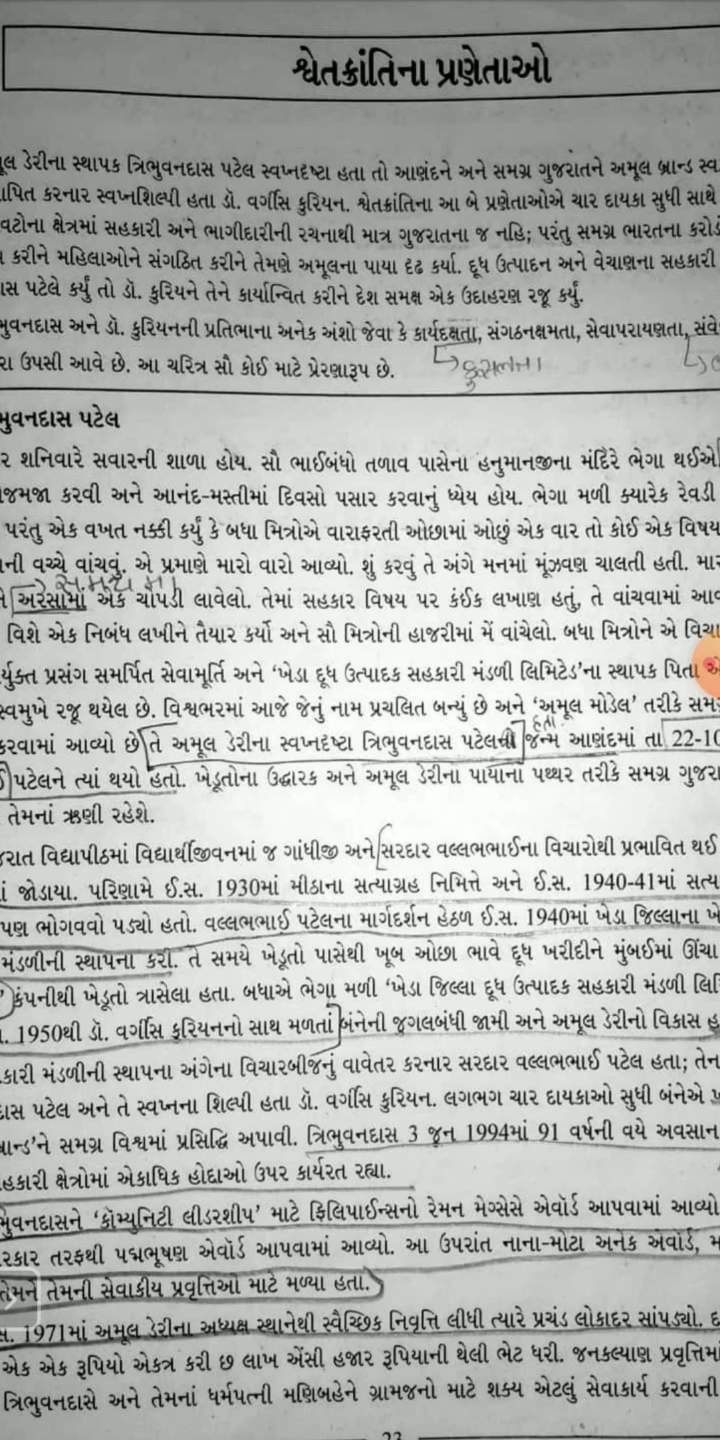 શ્વેતક્રાંતિના પ્રણેતાઓ
ડેરીના સ્થાપક ત્રિભુવનદાસ પટેલ સ્વપ્નદૃષ્ટા હતા તો આણંદને અને સમગ્ર ગુજરાતને અમૂલ બ્રાન્ડ સ્વ
કરનાર સ્વપ્નશિલ્પી હતા ડૉ. વર્ગીસ કુરિયન. શ્વેતક્રાંતિના આ બે પ્રણેતાઓએ ચાર દાયકા સુધી સાથે
ક્ષેત્રમાં સહકારી અને ભાગીદારીની રચનાથી માત્ર ગુજરાતના જ નહિ; પરંતુ સમગ્ર ભારતના કરોડ
કરીને મહિલાઓને સંગઠિત કરીને તેમણે અમૂલના પાયા દૃઢ કર્યા. દૂધ ઉત્પાદન અને વેચાણના સહકારી
ાસ પટેલે કર્યું તો ડૉ. કુરિયને તેને કાર્યાન્વિત કરીને દેશ સમક્ષ એક ઉદાહરણ રજૂ કર્યું.
ભુવનદાસ અને ડૉ. કુરિયનની પ્રતિભાના અનેક અંશો જેવા કે કાર્યદક્ષતા, સંગઠનક્ષમતા, સેવાપરાયણતા, સંવે
રા ઉપસી આવે છે. આ ચરિત્ર સૌ કોઈ માટે પ્રેરણારૂપ છે.
કુશળતા
ભુવનદાસ પટેલ
ર શનિવારે સવારની શાળા હોય. સૌ ભાઈબંધો તળાવ પાસેના હનુમાનજીના મંદિરે ભેગા થઈએ
જમજા કરવી અને આનંદ-મસ્તીમાં દિવસો પસાર કરવાનું ધ્યેય હોય. ભેગા મળી ક્યારેક રેવડી
પરંતુ એક વખત નક્કી કર્યું કે બધા મિત્રોએ વારાફરતી ઓછામાં ઓછું એક વાર તો કોઈ એક વિષય
ની વચ્ચે વાંચવું. એ પ્રમાણે મારો વારો આવ્યો. શું કરવું તે અંગે મનમાં મૂંઝવણ ચાલતી હતી. માર
સમયમાં
અરસામાં એક ચોપડી લાવેલો. તેમાં સહકાર વિષય પર કંઈક લખાણ હતું, તે વાંચવામાં આવ
વિશે એક નિબંધ લખીને તૈયાર કર્યો અને સૌ મિત્રોની હાજરીમાં મેં વાંચેલો. બધા મિત્રોને એ વિચા
ર્યુક્ત પ્રસંગ સમર્પિત સેવામૂર્તિ અને ‘ખેડા દૂધ ઉત્પાદક સહકારી મંડળી લિમિટેડ’ના સ્થાપક પિતા
સ્વમુખે રજૂ થયેલ છે. વિશ્વભરમાં આજે જેનું નામ પ્રચલિત બન્યું છે અને ‘અમૂલ મોડેલ’ તરીકે સમ
હતા
કરવામાં આવ્યો છે તે અમૂલ ડેરીના સ્વપ્નદૃષ્ટા ત્રિભુવનદાસ પટેલની જન્મ આણંદમાં તા 22-10
પટેલને ત્યાં થયો હતો. ખેડૂતોના ઉદ્ધારક અને અમૂલ ડેરીના પાયાના પથ્થર તરીકે સમગ્ર ગુજરા
તેમનાં ઋણી રહેશે.
જરાત વિદ્યાપીઠમાં વિદ્યાર્થીજીવનમાં જ ગાંધીજી અને સરદાર વલ્લભભાઈના વિચારોથી પ્રભાવિત થઈ
ાં જોડાયા. પરિણામે ઈ.સ. 1930માં મીઠાના સત્યાગ્રહ નિમિત્તે અને ઈ.સ. 1940-41માં સત્ય
પણ ભોગવવો પડ્યો હતો. વલ્લભભાઈ પટેલના માર્ગદર્શન હેઠળ ઈ.સ. 1940માં ખેડા જિલ્લાના ખે
મંડળીની સ્થાપના કરી. તે સમયે ખેડૂતો પાસેથી ખૂબ ઓછા ભાવે દૂધ ખરીદીને મુંબઈમાં ઊંચા
’ કંપનીથી ખેડૂતો ત્રાસેલા હતા. બધાએ ભેગા મળી ‘ખેડા જિલ્લા દૂધ ઉત્પાદક સહકારી મંડળી લિ
. 1950થી ડૉ. વર્ગીસ કુરિયનનો સાથ મળતાં બંનેની જુગલબંધી જામી અને અમૂલ ડેરીનો વિકાસ હ
કારી મંડળીની સ્થાપના અંગેના વિચારબીજનું વાવેતર કરનાર સરદાર વલ્લભભાઈ પટેલ હતા; તેન
ાસ પટેલ અને તે સ્વપ્નના શિલ્પી હતા ડૉ. વર્ગીસ કુરિયન. લગભગ ચાર દાયકાઓ સુધી બંનેએ
ાન્ડ’ને સમગ્ર વિશ્વમાં પ્રસિદ્ધિ અપાવી. ત્રિભુવનદાસ 3 જૂન 1994માં 91 વર્ષની વયે અવસાન
હકારી ક્ષેત્રોમાં એકાધિક હોદાઓ ઉપર કાર્યરત રહ્યા.
ભુવનદાસને ‘કૉમ્યુનિટી લીડરશીપ’ માટે ફિલિપાઈન્સનો રેમન મેગ્સેસે એવૉર્ડ આપવામાં આવ્યો
રકાર તરફથી પદ્મભૂષણ એવૉર્ડ આપવામાં આવ્યો. આ ઉપરાંત નાના-મોટા અનેક એવૉર્ડ, મ
તેમને તેમની સેવાકીય પ્રવૃત્તિઓ માટે મળ્યા હતા.
સ. 1971માં અમૂલ ડેરીના અધ્યક્ષ સ્થાનેથી સ્વૈચ્છિક નિવૃત્તિ લીધી ત્યારે પ્રચંડ લોકાદર સાંપડ્યો. દ
એક એક રૂપિયો એકત્ર કરી છ લાખ એંસી હજાર રૂપિયાની થેલી ભેટ ધરી. જનકલ્યાણ પ્રવૃત્તિમાં
ત્રિભુવનદાસે અને તેમનાં ધર્મપત્ની મણિબહેને ગ્રામજનો માટે શક્ય એટલું સેવાકાર્ય કરવાની
23